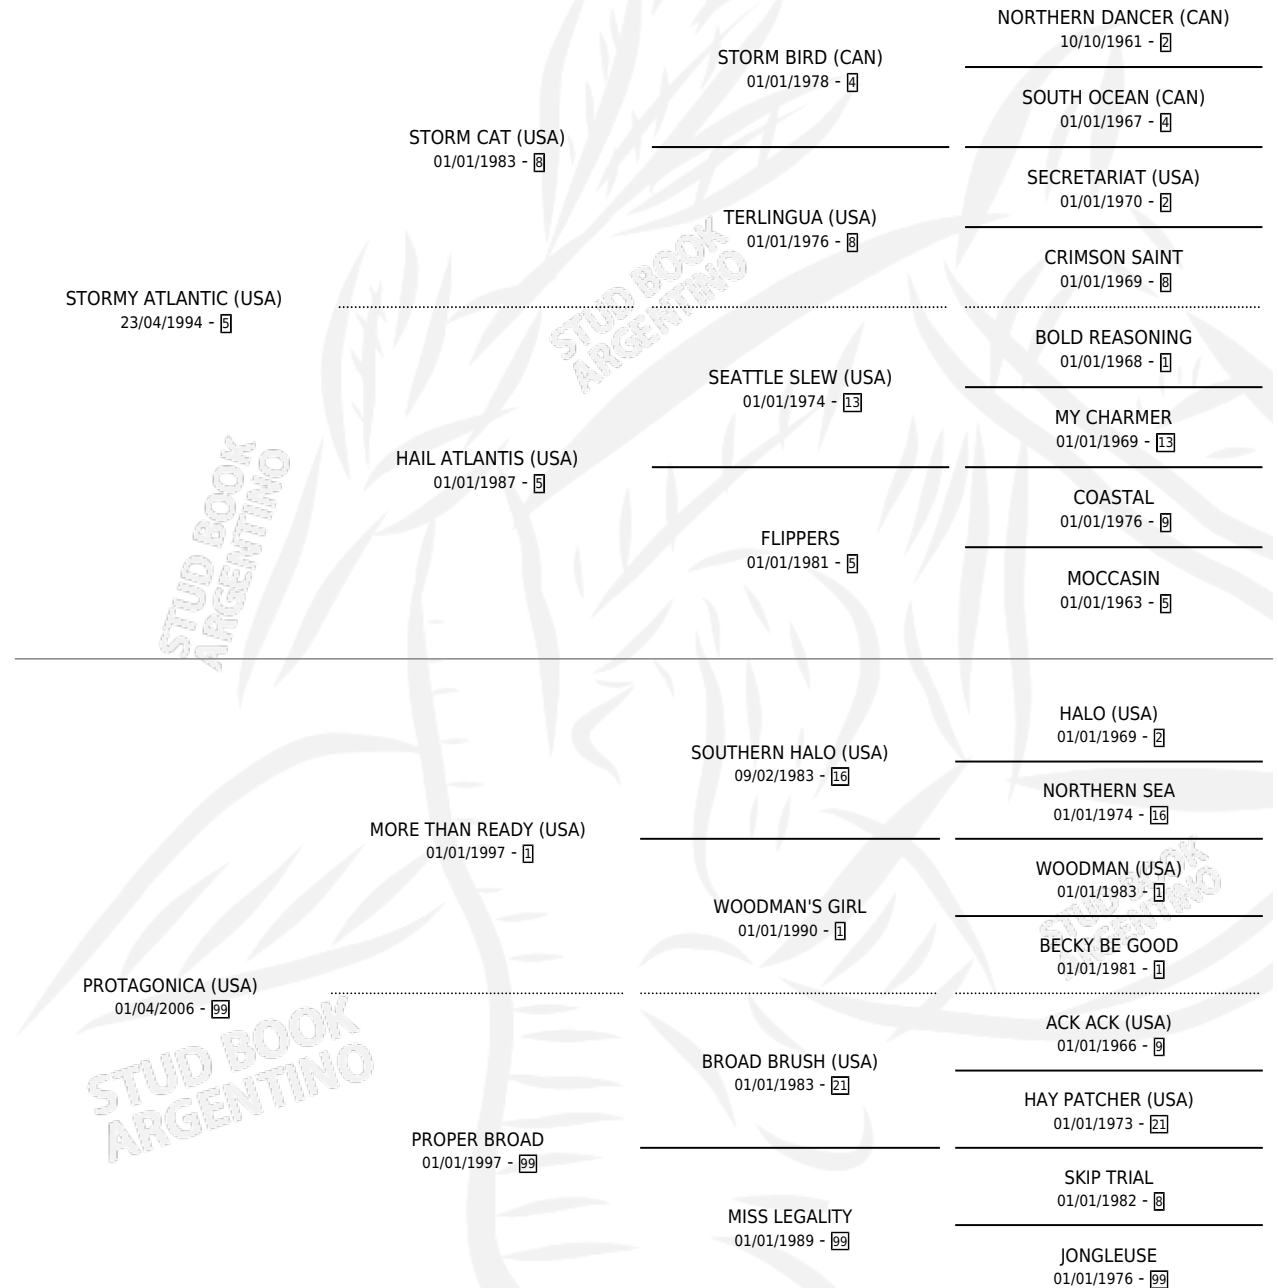 NORTHERN DANCER (CAN)
10/10/1961 - 2
STORM BIRD (CAN)
01/01/1978 - 4
SOUTH OCEAN (CAN)
01/01/1967 - 4
STORM CAT (USA)
01/01/1983 - 8
SECRETARIAT (USA)
01/01/1970 - 2
TERLINGUA (USA)
01/01/1976 - 8
CRIMSON SAINT
01/01/1969 - 8
STORMY ATLANTIC (USA)
23/04/1994 - 5
STUD BOOK
ARGENTINO
BOLD REASONING
01/01/1968 - 1
SEATTLE SLEW (USA)
01/01/1974 - 13
MY CHARMER
01/01/1969 - 13
HAIL ATLANTIS (USA)
01/01/1987 - 5
COASTAL
01/01/1976 - 9
FLIPPERS
01/01/1981 - 5
MOCCASIN
01/01/1963 - 5
STUD BOOK
ARGENTINO
HALO (USA)
01/01/1969 - 2
SOUTHERN HALO (USA)
09/02/1983 - 16
NORTHERN SEA
01/01/1974 - 16
MORE THAN READY (USA)
01/01/1997 - 1
WOODMAN (USA)
01/01/1983 - 1
STUD BOOK
ARGENTINO
WOODMAN'S GIRL
01/01/1990 - 1
BECKY BE GOOD
01/01/1981 - 1
PROTAGONICA (USA)
01/04/2006 - 99
STUD BOOK
ARGENTINO
ACK ACK (USA)
01/01/1966 - 9
BROAD BRUSH (USA)
01/01/1983 - 21
HAY PATCHER (USA)
01/01/1973 - 21
PROPER BROAD
01/01/1997 - 99
SKIP TRIAL
01/01/1982 - 8
MISS LEGALITY
01/01/1989 - 99
JONGLEUSE
01/01/1976 - 99